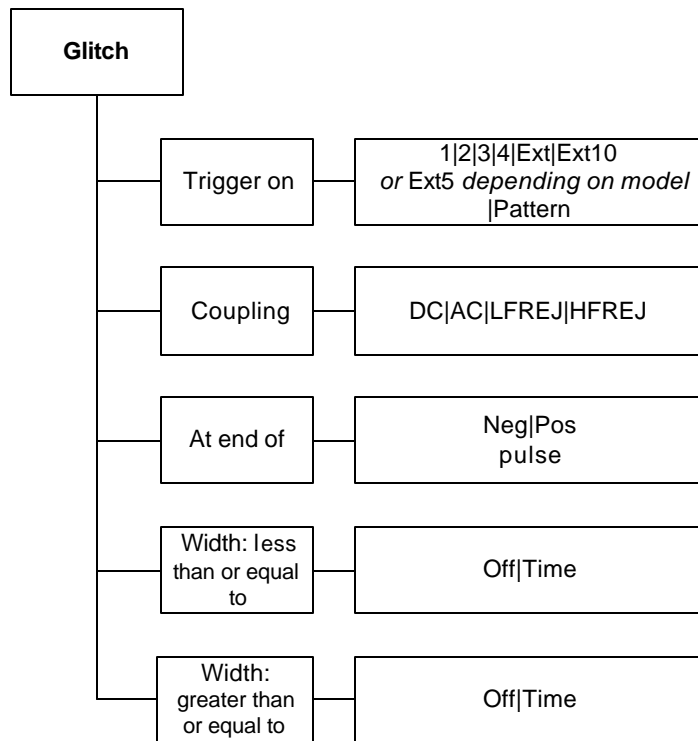 Glitch
Trigger on
1|2|3|4|Ext|Ext10
or Ext5 depending on model
|Pattern
Coupling
DC|AC|LFREJ|HFREJ
At end of
Neg|Pos
pulse
Width: less
than or equal
to
Off|Time
Width:
greater than
or equal to
Off|Time